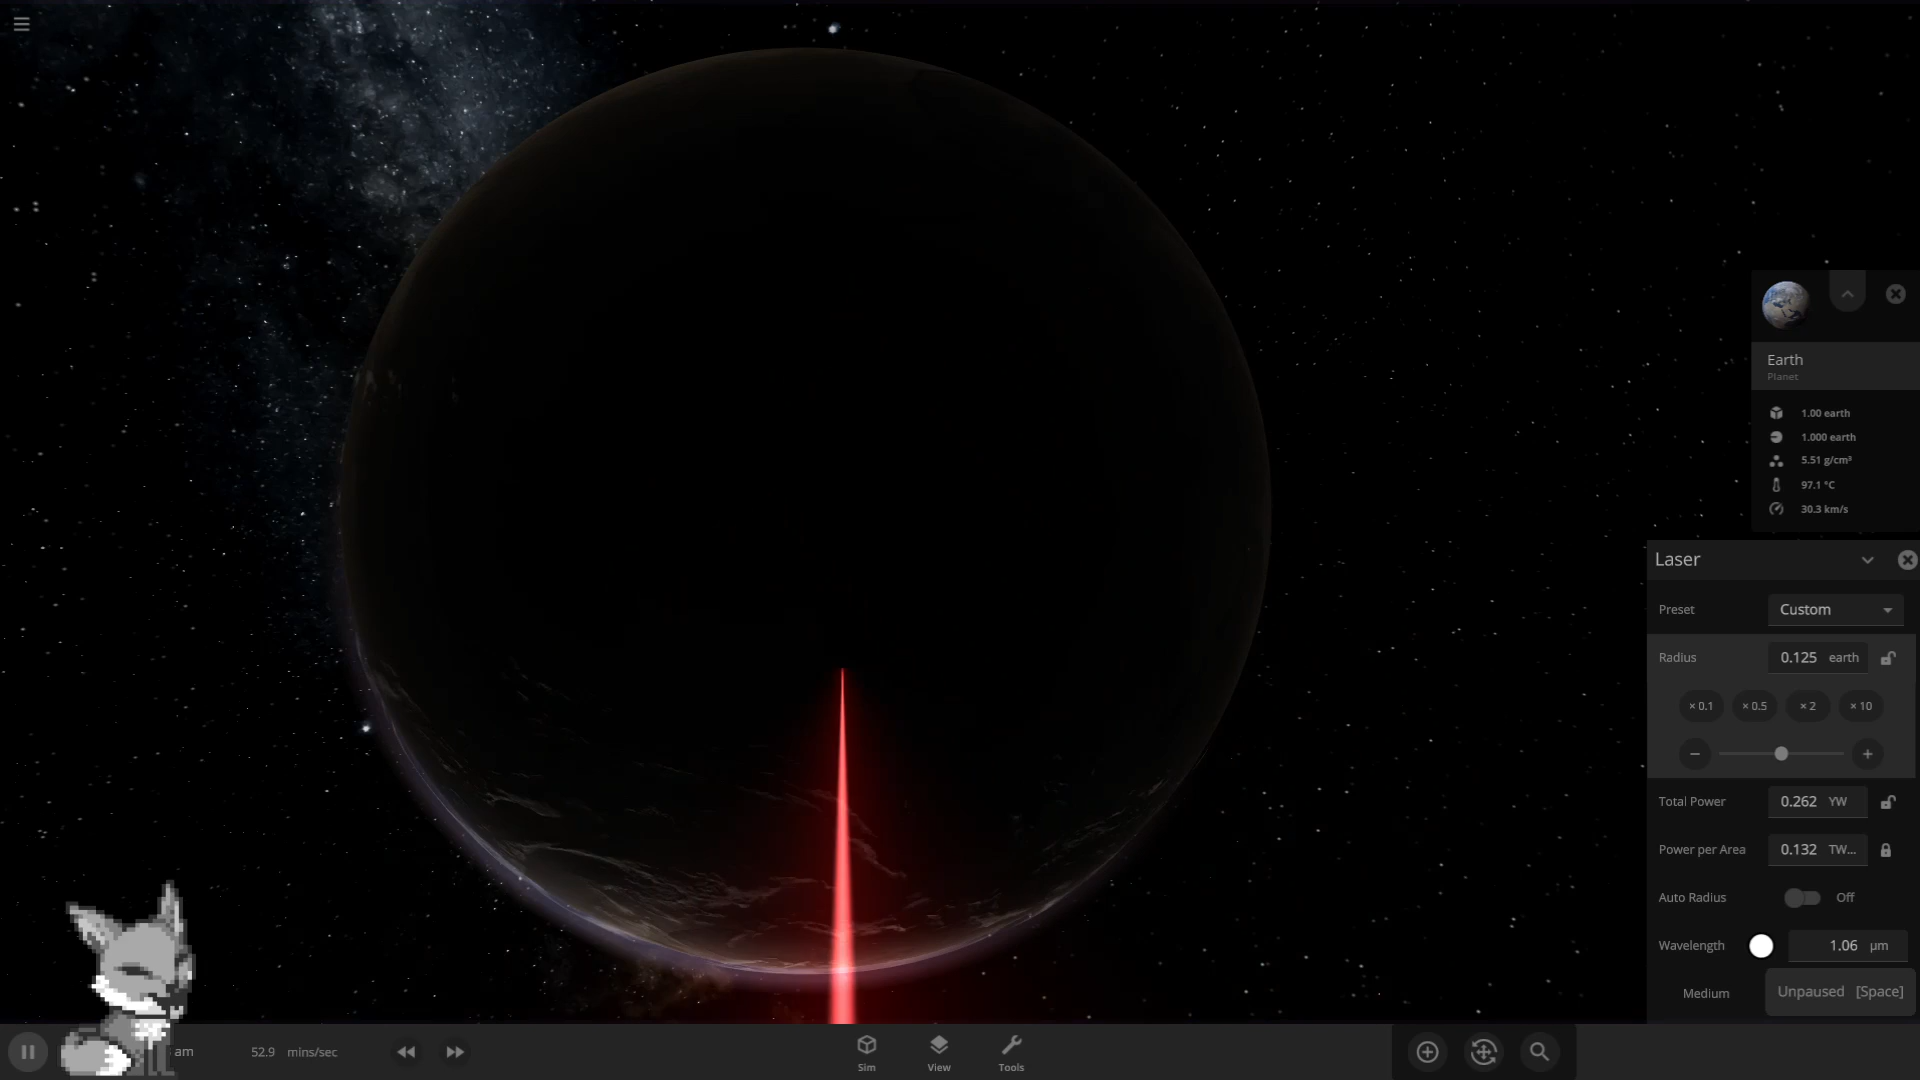 Earth
Planet
1.00 earth
1.000 earth
5.51 g/cm³
97.1 °C
30.3 km/s
Laser
Preset Custom
Radius 0.125 earth
× 0.1 × 0.5 × 2 × 10
Total Power 0.262 YW
Power per Area 0.132 TW...
Auto Radius Off
Wavelength 1.06 µm
Medium Unpaused [Space]
am 52.9 mins/sec
Sim View Tools